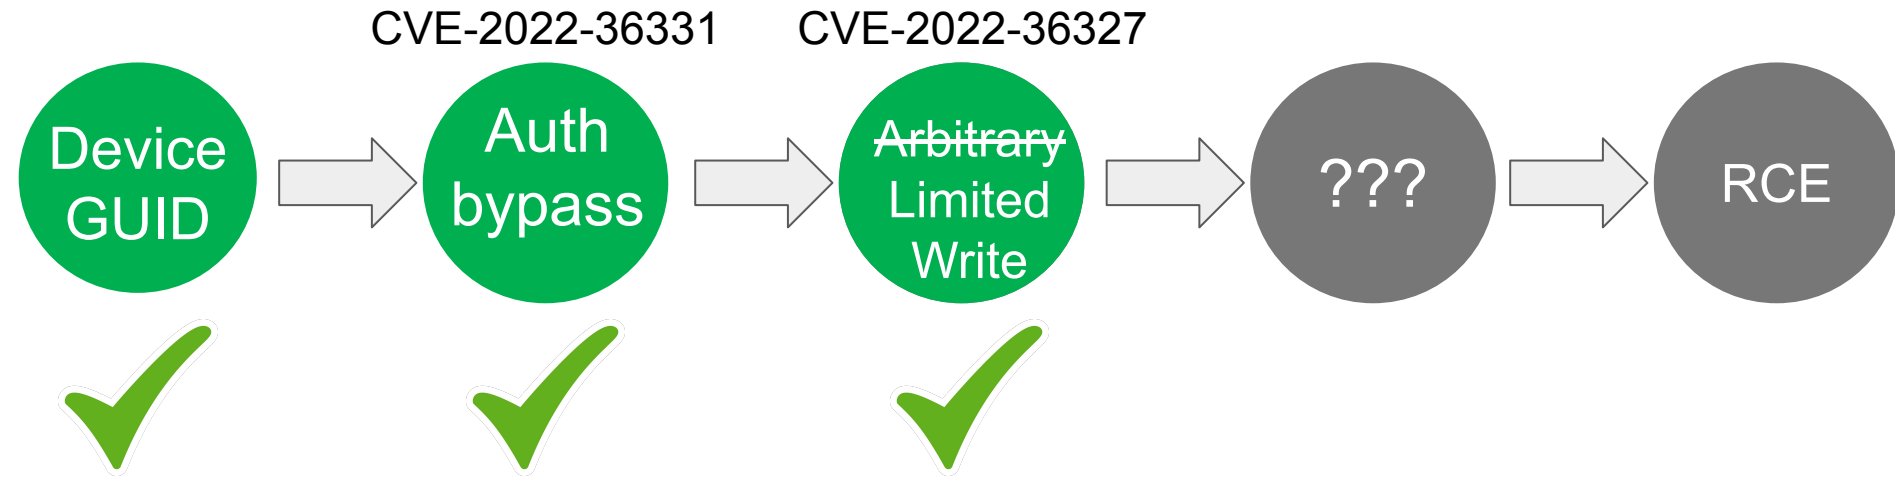 CVE-2022-36331
CVE-2022-36327
Device
GUID
Auth
bypass
Arbitrary
Limited
Write
???
RCE